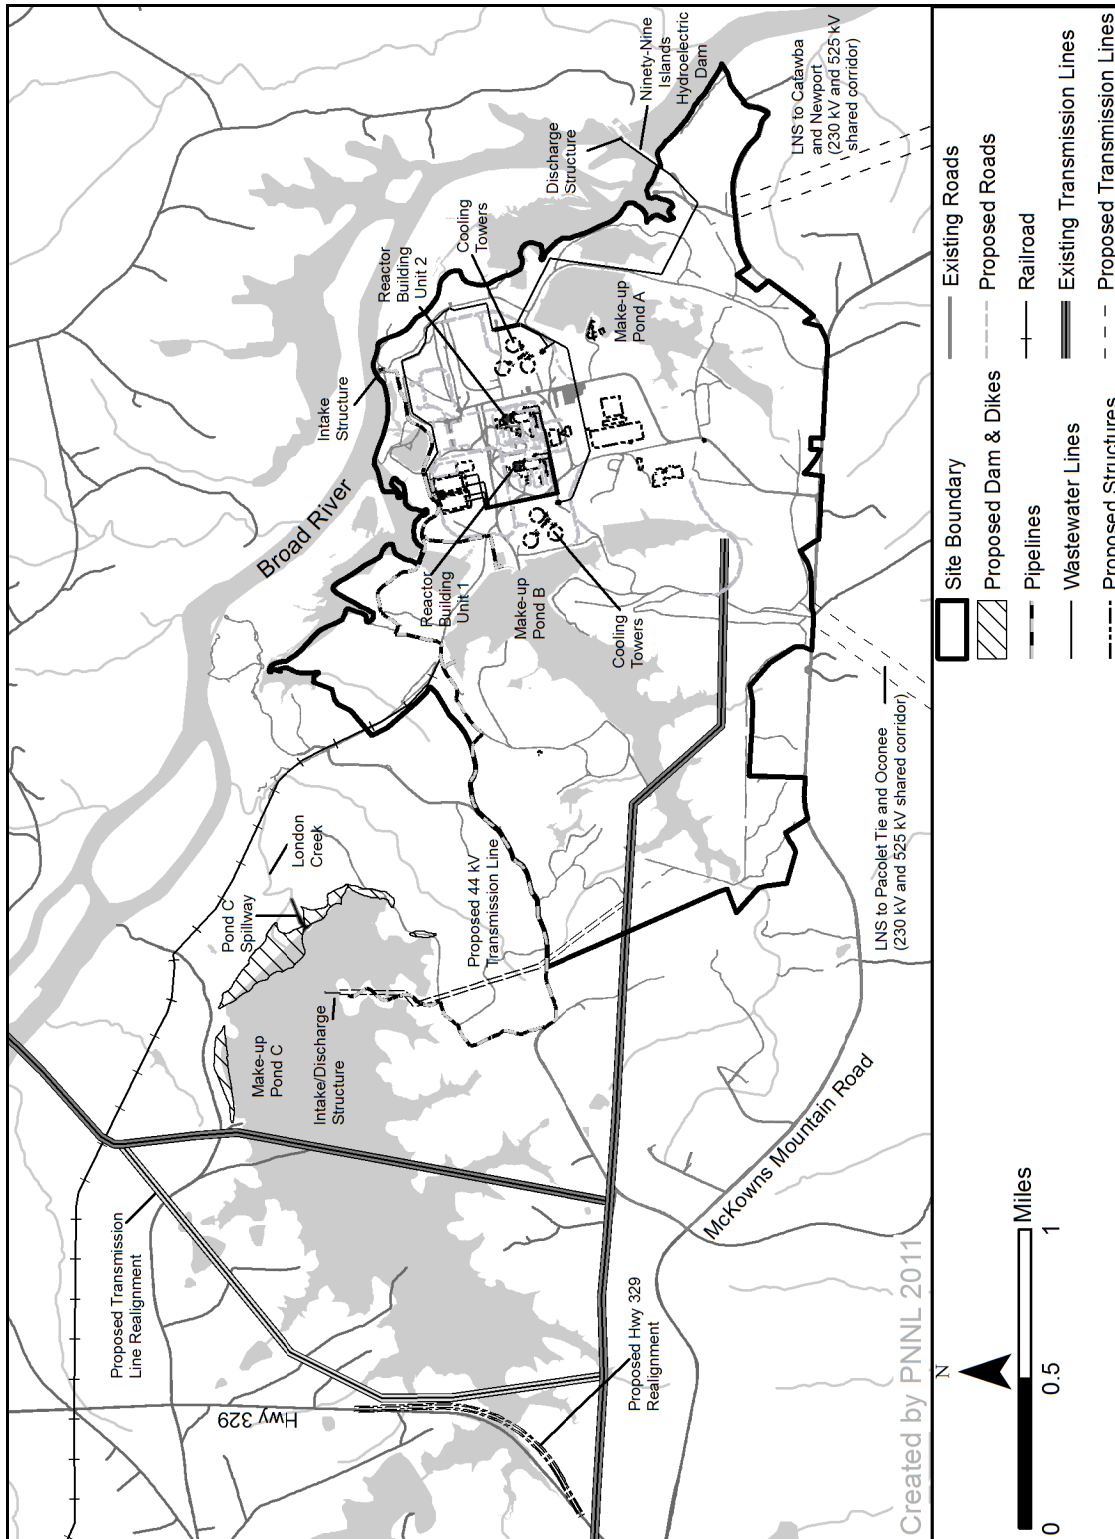 Ninety-Nine
Islands
Hydroelectric
Dam
LNS to Catawba
and Newport
(230 kV and 525 kV
shared corridor)
Discharge
Structure
Cooling
Towers
Reactor
Building
Unit 2
Make-up
Pond A
Intake
Structure
Broad River
Reactor
Building
Unit 1
Make-up
Pond B
Cooling
Towers
London
Creek
Pond C
Spillway
Proposed 44 kV
Transmission Line
LNS to Pacolet Tie and Oconee
(230 kV and 525 kV shared corridor)
Make-up
Pond C
Intake/Discharge
Structure
McKowns Mountain Road
Proposed Transmission
Line Realignment
Hwy 329
Proposed Hwy 329
Realignment
Created by PNNL 2011
N
0
0.5
1
Miles
Site Boundary
Proposed Dam & Dikes
Pipelines
Wastewater Lines
Proposed Structures
Existing Roads
Proposed Roads
Railroad
Existing Transmission Lines
Proposed Transmission Lines